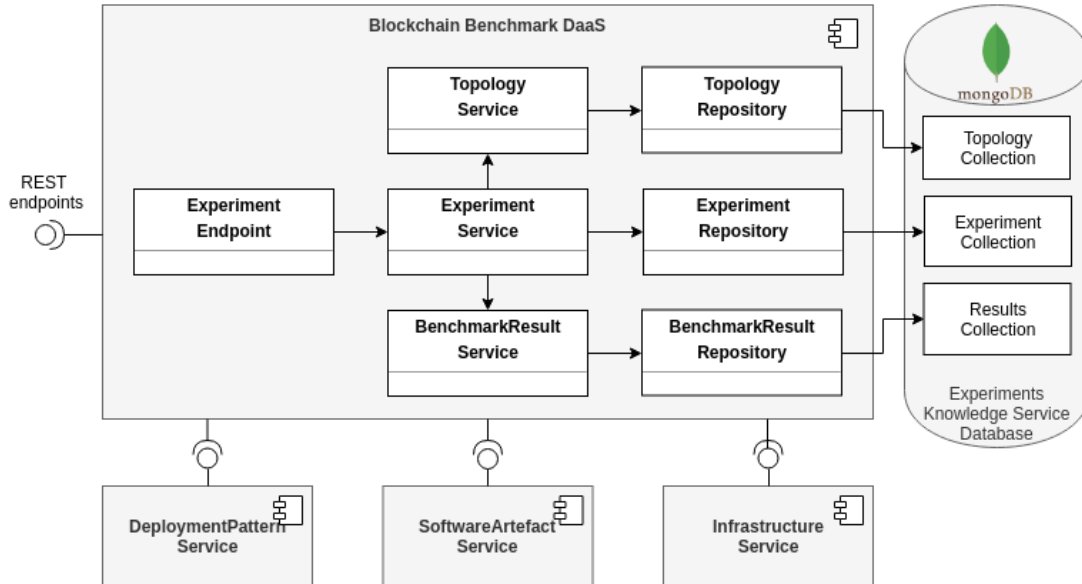 Blockchain Benchmark DaaS
mongoDB
Topology
Service
Topology
Repository
Topology
Collection
REST
endpoints
Experiment
Endpoint
Experiment
Service
Experiment
Repository
Experiment
Collection
BenchmarkResult
Service
BenchmarkResult
Repository
Results
Collection
Experiments
Knowledge Service
Database
DeploymentPattern
Service
SoftwareArtefact
Service
Infrastructure
Service